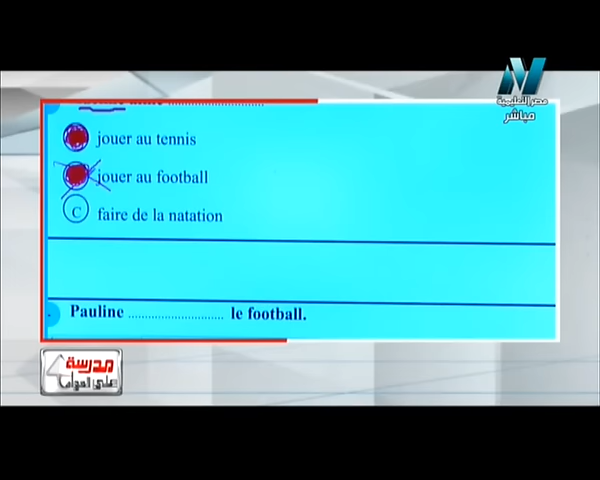 مصر التعليمية
مباشر
jouer au tennis
jouer au football
C faire de la natation
Pauline ............................ le football.
مدرسة
على الهواء